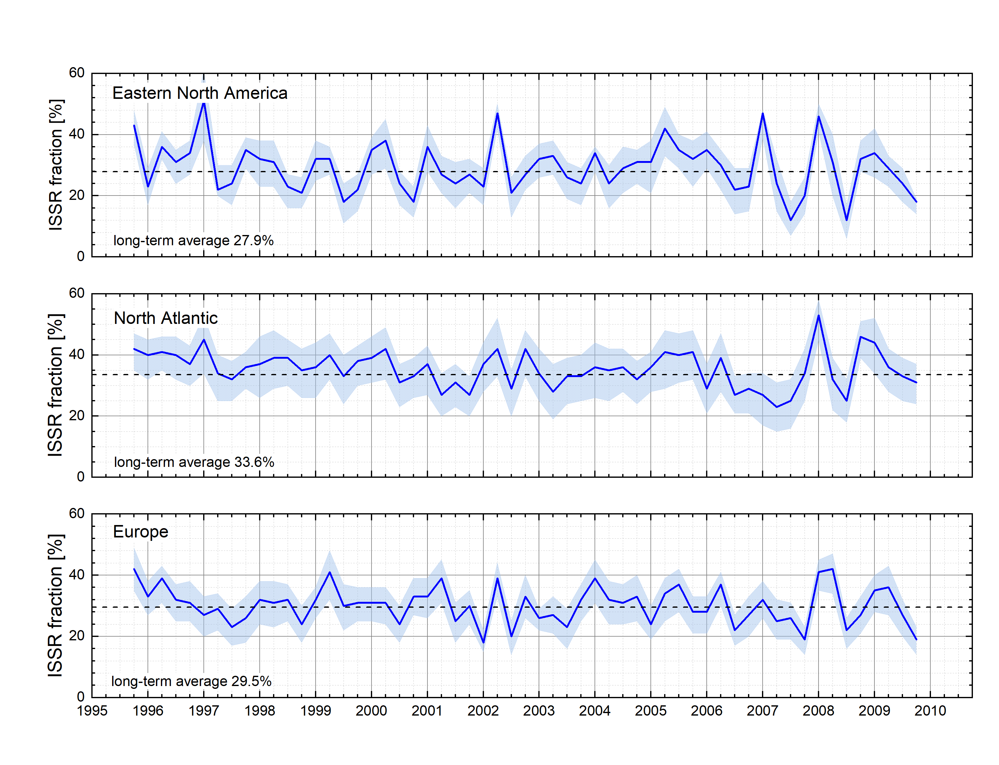 60
Eastern North America
40
20
0
ISSR fraction [%]
long-term average 27.9%
60
North Atlantic
40
20
0
ISSR fraction [%]
long-term average 33.6%
60
Europe
40
20
0
ISSR fraction [%]
long-term average 29.5%
1995 1996 1997 1998 1999 2000 2001 2002 2003 2004 2005 2006 2007 2008 2009 2010